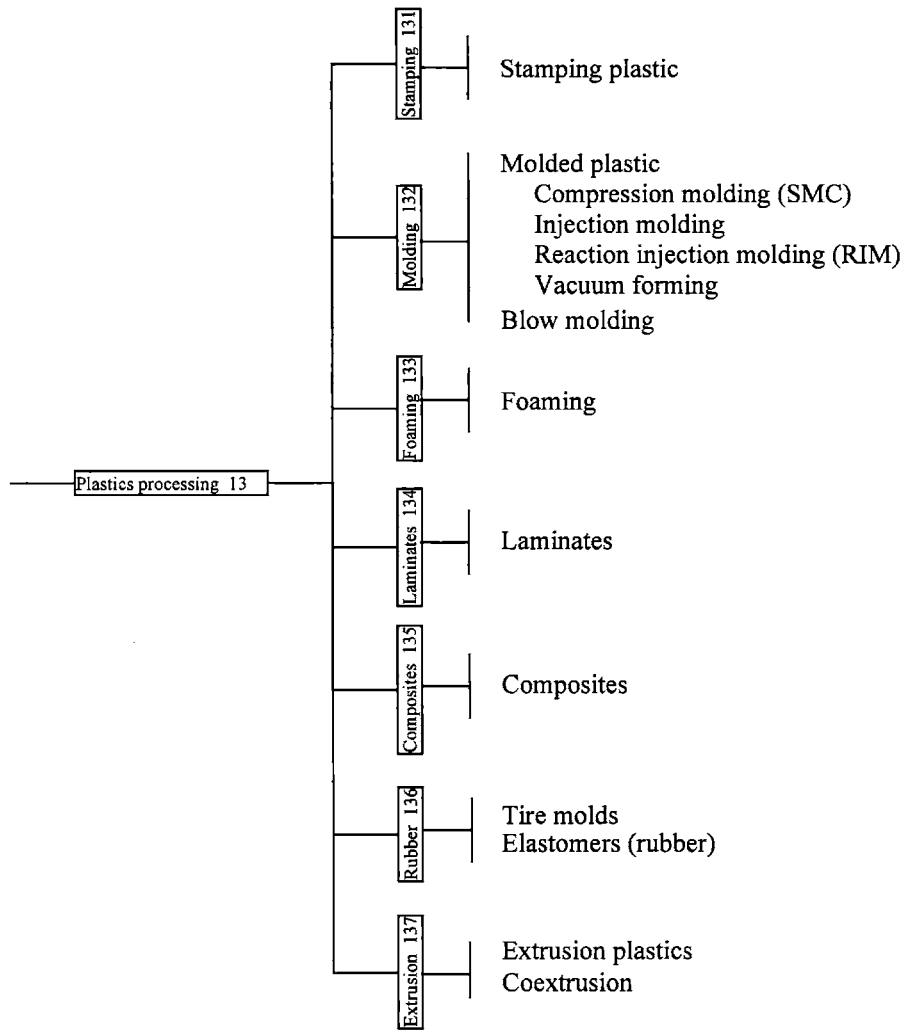 Stamping 131
Stamping plastic
Molding 132
Molded plastic
Compression molding (SMC)
Injection molding
Reaction injection molding (RIM)
Vacuum forming
Blow molding
Foaming 133
Foaming
Plastics processing 13
Laminates 134
Laminates
Composites 135
Composites
Rubber 136
Tire molds
Elastomers (rubber)
Extrusion 137
Extrusion plastics
Coextrusion